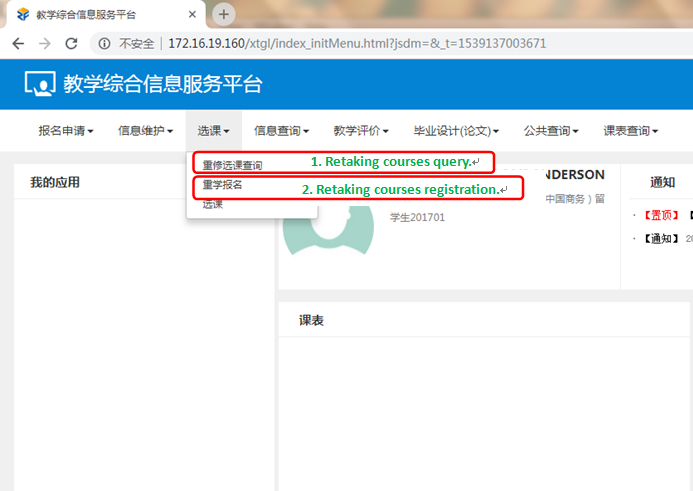 教学综合信息服务平台
不安全 | 172.16.19.160/xtgl/index_initMenu.html?jsdm=&_t=1539137003671
教学综合信息服务平台
报名申请 信息维护 选课 信息查询 教学评价 毕业设计(论文) 公共查询 课表查询
重修选课查询 1. Retaking courses query.
重学报名 2. Retaking courses registration.
选课
我的应用
NDERSON
中国商务）留
学生201701
通知
【置顶】【
【通知】 20
课表